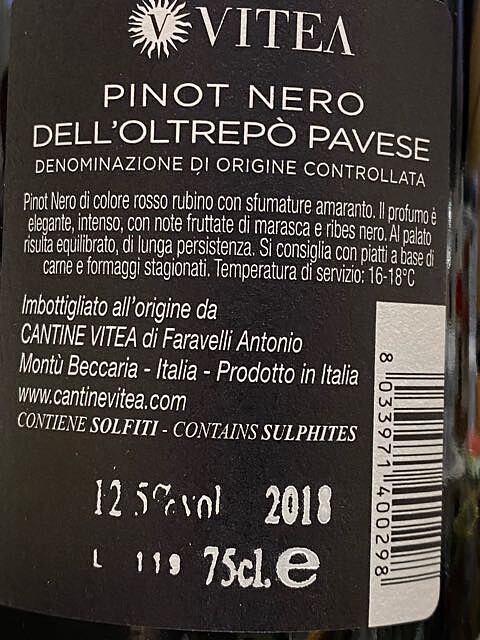 V VITEA
PINOT NERO
DELL'OLTREPÒ PAVESE
DENOMINAZIONE DI ORIGINE CONTROLLATA
Pinot Nero di colore rosso rubino con sfumature amaranto. Il profumo è
elegante, intenso, con note fruttate di marasca e ribes nero. Al palato
risulta equilibrato, di lunga persistenza. Si consiglia con piatti a base di
carne e formaggi stagionati. Temperatura di servizio: 16-18°C
Imbottigliato all'origine da
CANTINE VITEA di Faravelli Antonio
Montù Beccaria - Italia - Prodotto in Italia
www.cantinevitea.com
CONTIENE SOLFITI - CONTAINS SULPHITES
12.5%vol 2018
L 119 75cl. e
8 033971 400298